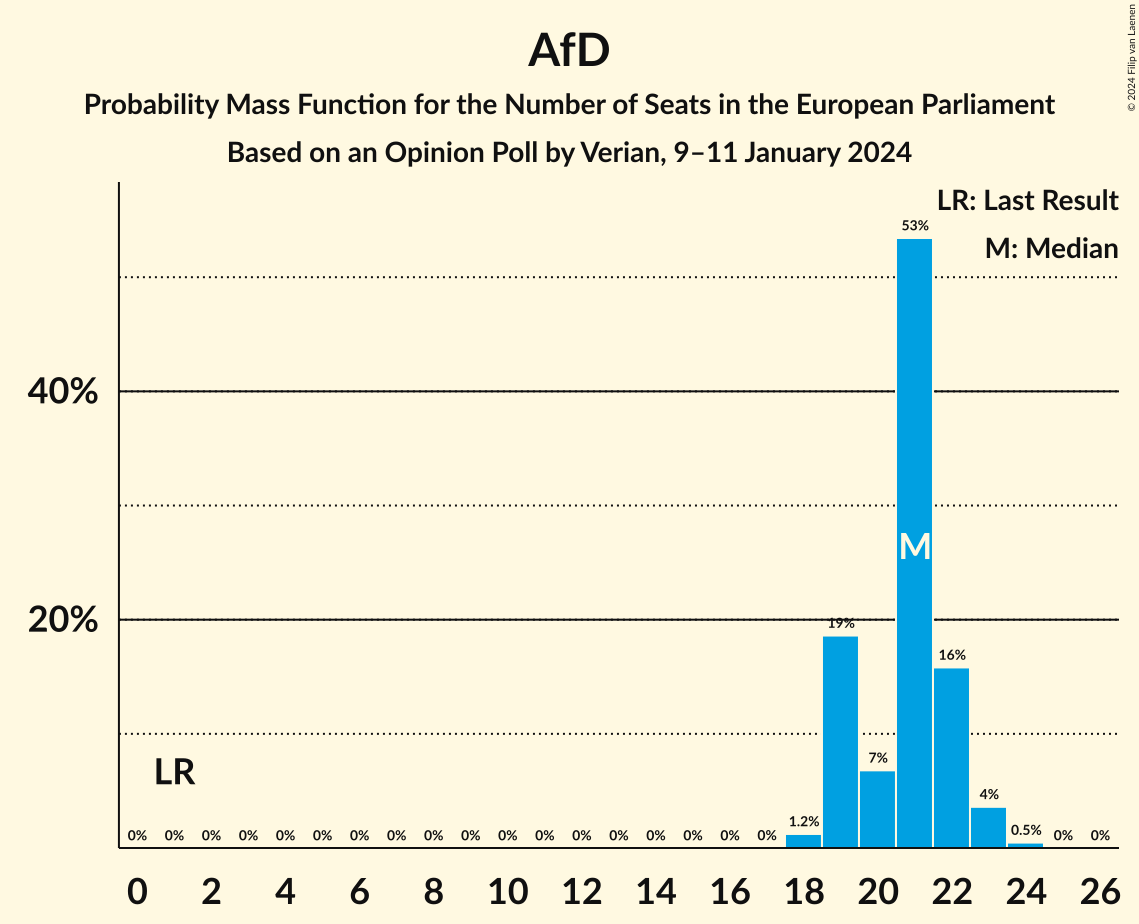 AfD
Probability Mass Function for the Number of Seats in the European Parliament
Based on an Opinion Poll by Verian, 9–11 January 2024
© 2024 Filip van Laenen
LR: Last Result
M: Median
53%
40%
M
20%
19%
16%
LR
7%
4%
0% 0% 0% 0% 0% 0% 0% 0% 0% 0% 0% 0% 0% 0% 0% 0% 0% 0% 1.2% 0.5% 0% 0%
0 2 4 6 8 10 12 14 16 18 20 22 24 26